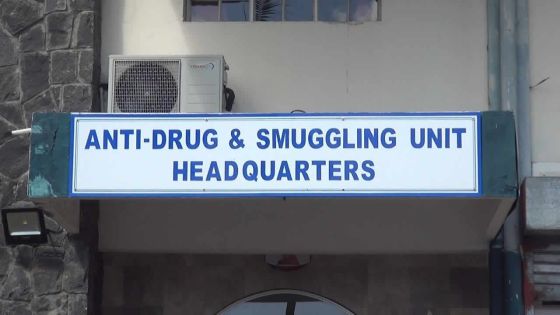 ANTI-DRUG & SMUGGLING UNIT
HEADQUARTERS